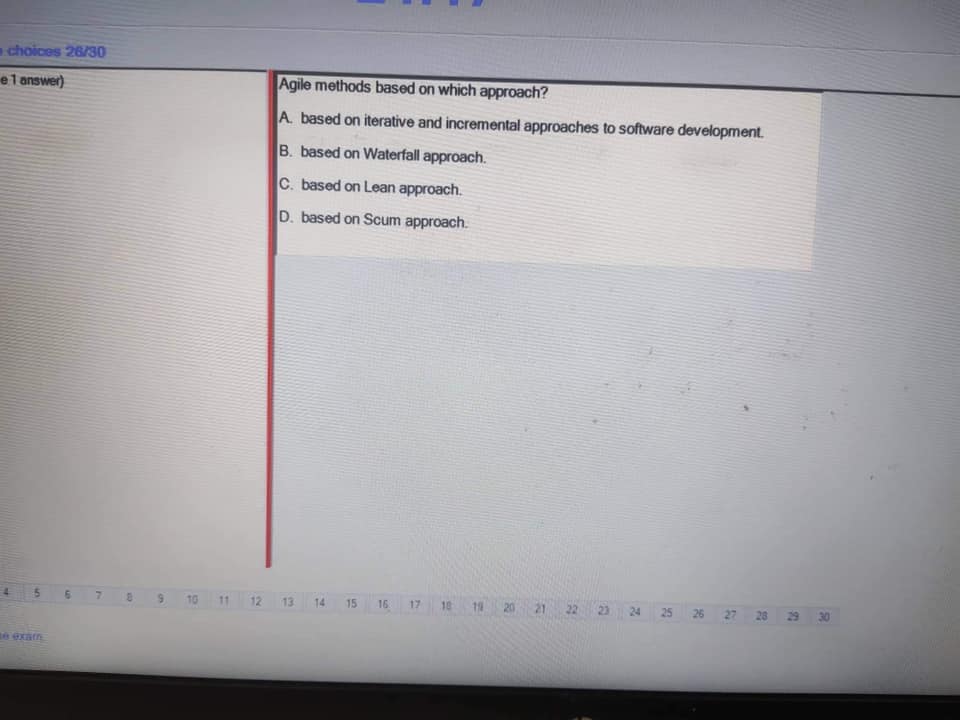 choices 26/30
e 1 answer)
Agile methods based on which approach?
A. based on iterative and incremental approaches to software development.
B. based on Waterfall approach.
C. based on Lean approach.
D. based on Scum approach.
4 5 6 7 8 9 10 11 12 13 14 15 16 17 18 19 20 21 22 23 24 25 26 27 28 29 30
exam.